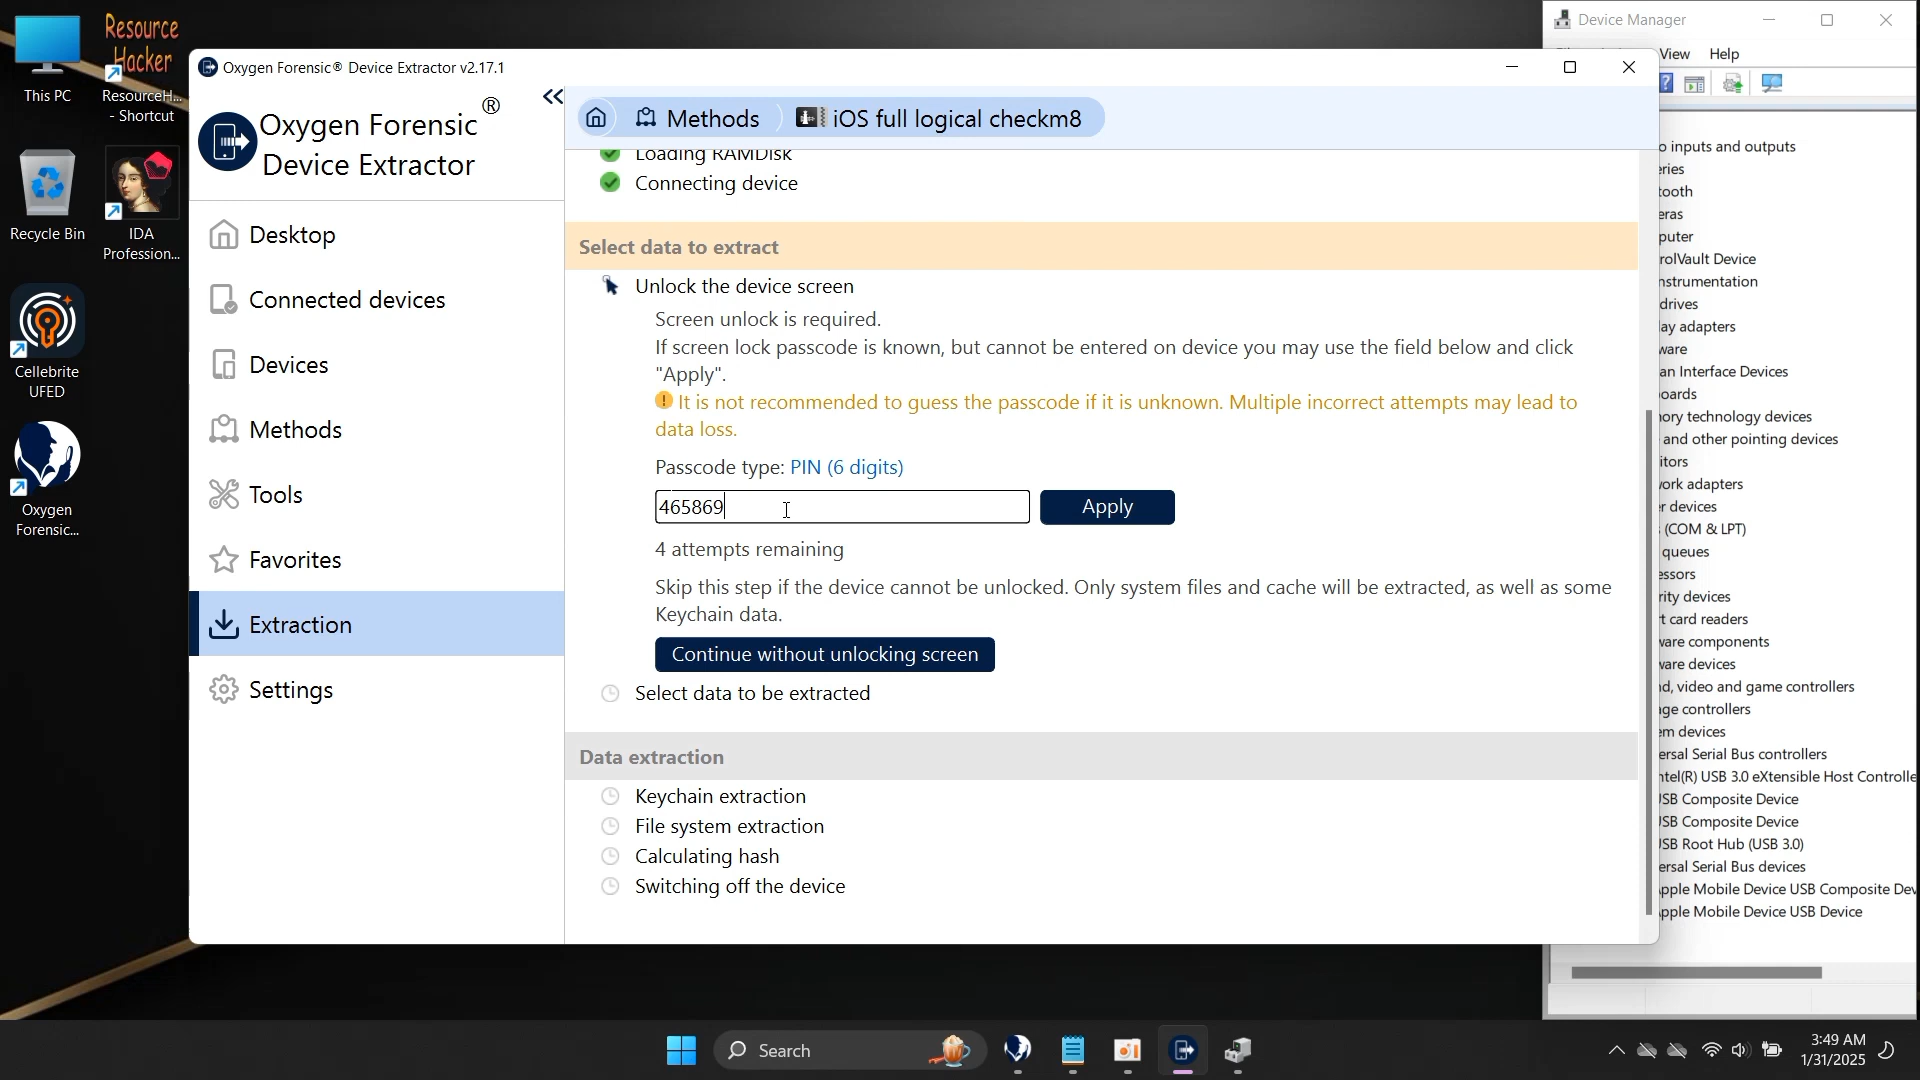 This PC
Resource
Hacker
ResourceH...
- Shortcut
Recycle Bin
IDA
Profession...
Cellebrite
UFED
Oxygen
Forensic...
Oxygen Forensic® Device Extractor v2.17.1
Oxygen Forensic ®
Device Extractor
Desktop
Connected devices
Devices
Methods
Tools
Favorites
Extraction
Settings
Methods
iOS full logical checkm8
Loading RAMDisk
Connecting device
Select data to extract
Unlock the device screen
Screen unlock is required.
If screen lock passcode is known, but cannot be entered on device you may use the field below and click
"Apply".
It is not recommended to guess the passcode if it is unknown. Multiple incorrect attempts may lead to
data loss.
Passcode type: PIN (6 digits)
465869
Apply
4 attempts remaining
Skip this step if the device cannot be unlocked. Only system files and cache will be extracted, as well as some
Keychain data.
Continue without unlocking screen
Select data to be extracted
Data extraction
Keychain extraction
File system extraction
Calculating hash
Switching off the device
Device Manager
View Help
o inputs and outputs
eries
tooth
eras
puter
rolVault Device
nstrumentation
drives
lay adapters
ware
an Interface Devices
oards
ory technology devices
and other pointing devices
itors
work adapters
r devices
(COM & LPT)
queues
essors
rity devices
rt card readers
ware components
ware devices
nd, video and game controllers
age controllers
em devices
ersal Serial Bus controllers
ntel(R) USB 3.0 eXtensible Host Controlle
JSB Composite Device
JSB Composite Device
JSB Root Hub (USB 3.0)
ersal Serial Bus devices
Apple Mobile Device USB Composite Dev
Apple Mobile Device USB Device
Search
3:49 AM
1/31/2025